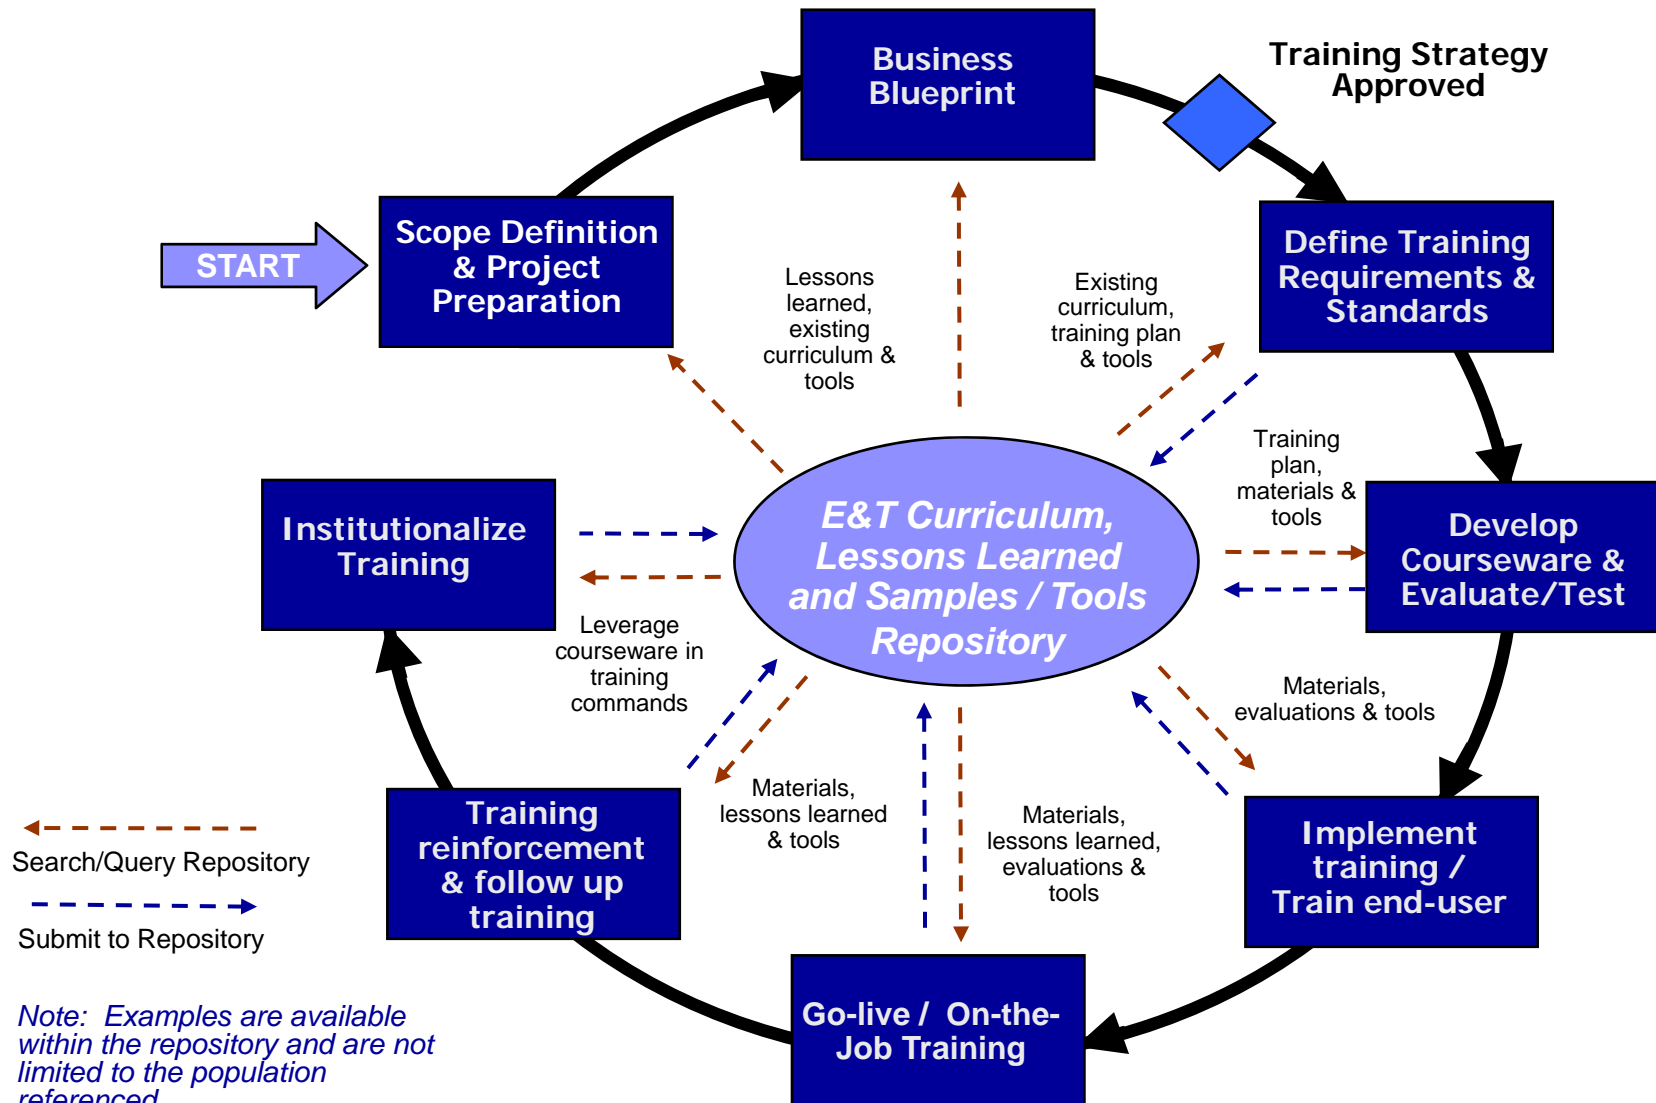 Business
Blueprint
Training Strategy
Approved
START
Scope Definition
& Project
Preparation
Define Training
Requirements &
Standards
Lessons
learned,
existing
curriculum &
tools
Existing
curriculum,
training plan
& tools
Training
plan,
materials &
tools
Institutionalize
Training
E&T Curriculum,
Lessons Learned
and Samples / Tools
Repository
Develop
Courseware &
Evaluate/Test
Leverage
courseware in
training
commands
Materials,
evaluations & tools
Materials,
lessons learned
& tools
Materials,
lessons learned,
evaluations &
tools
Training
reinforcement
& follow up
training
Implement
training /
Train end-user
Search/Query Repository
Submit to Repository
Go-live / On-the-
Job Training
Note: Examples are available
within the repository and are not
limited to the population
referenced